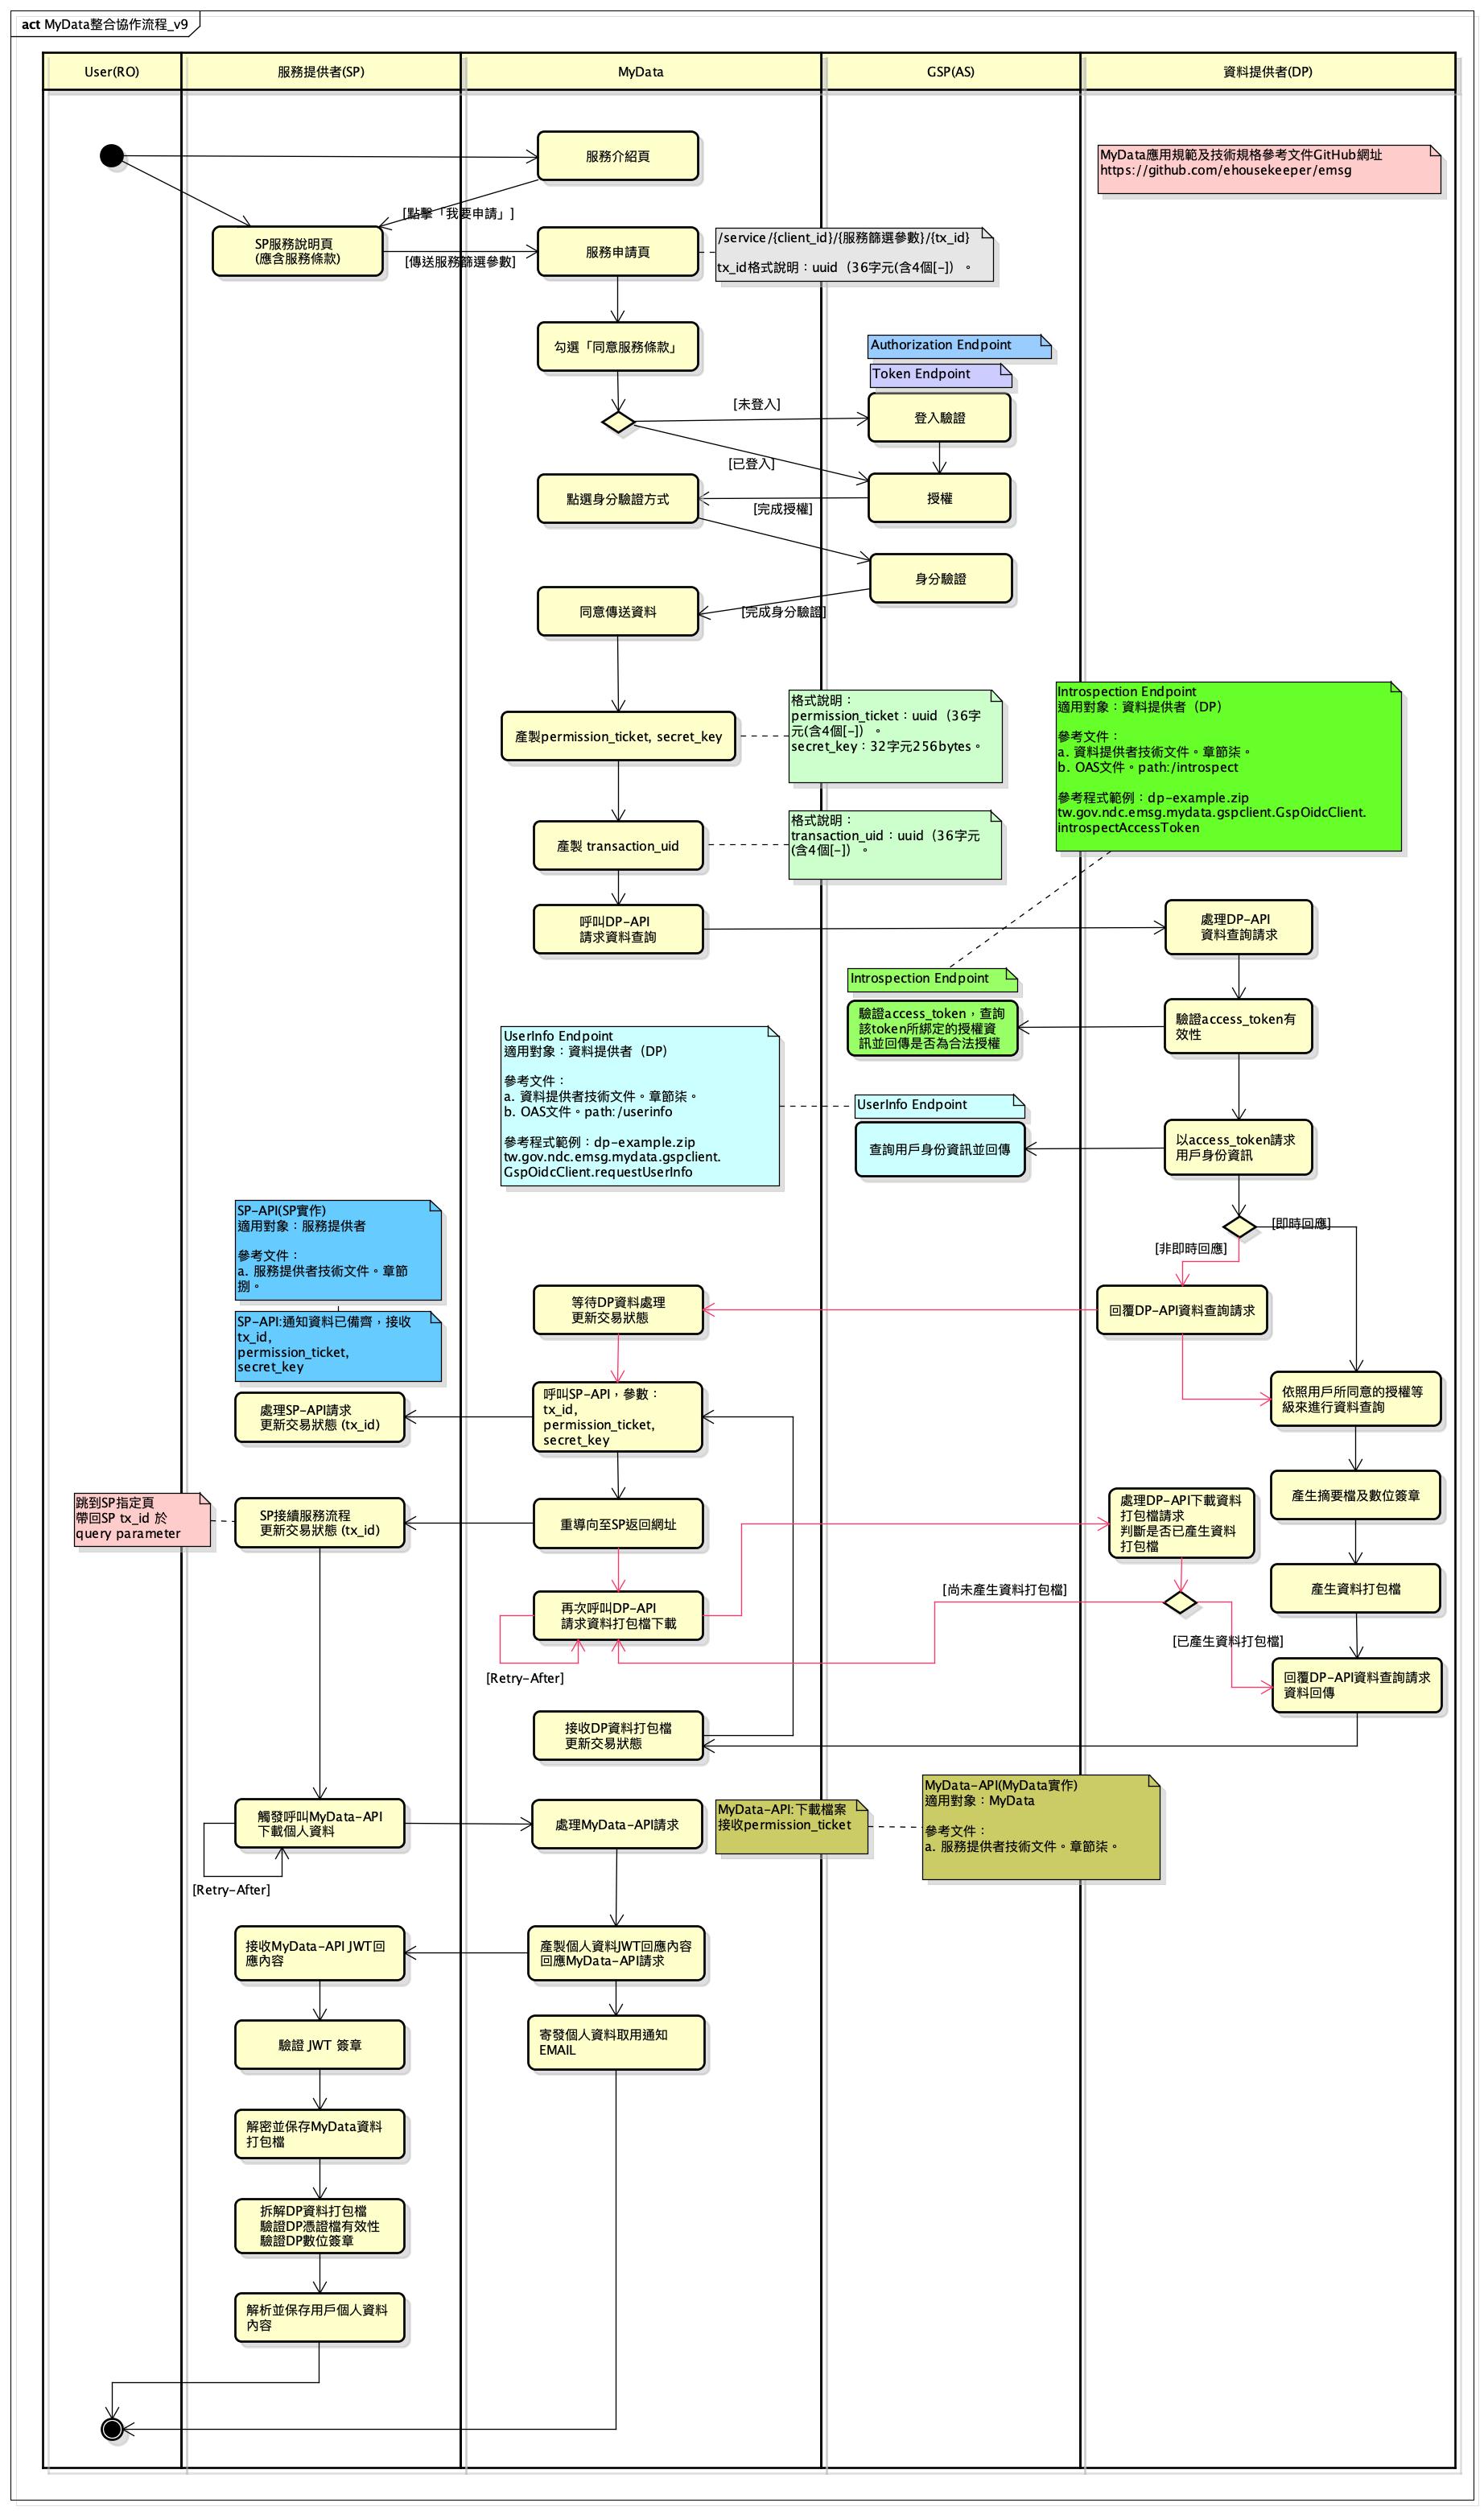 act MyData整合協作流程_v9
User(RO)
服務提供者(SP)
MyData
GSP(AS)
資料提供者(DP)
服務介紹頁
MyData應用規範及技術規格參考文件GitHub網址
https://github.com/ehousekeeper/emsg
[點擊「我要申請」]
SP服務說明頁
(應含服務條款)
[傳送服務篩選參數]
服務申請頁
/service/{client_id}/{服務篩選參數}/{tx_id}
tx_id格式說明：uuid（36字元(含4個[-]）。
勾選「同意服務條款」
Authorization Endpoint
Token Endpoint
[未登入]
登入驗證
[已登入]
點選身分驗證方式
[完成授權]
授權
身分驗證
同意傳送資料
[完成身分驗證]
產製permission_ticket, secret_key
格式說明：
permission_ticket：uuid（36字
元(含4個[-]）。
secret_key：32字元256bytes。
Introspection Endpoint
適用對象：資料提供者（DP）
參考文件：
a. 資料提供者技術文件。章節柒。
b. OAS文件。path:/introspect
參考程式範例：dp-example.zip
tw.gov.ndc.emsg.mydata.gspclient.GspOidcClient.
introspectAccessToken
產製 transaction_uid
格式說明：
transaction_uid：uuid（36字元
(含4個[-]）。
呼叫DP-API
請求資料查詢
處理DP-API
資料查詢請求
Introspection Endpoint
驗證access_token，查詢
該token所綁定的授權資
訊並回傳是否為合法授權
驗證access_token有
效性
UserInfo Endpoint
適用對象：資料提供者（DP）
參考文件：
a. 資料提供者技術文件。章節柒。
b. OAS文件。path:/userinfo
參考程式範例：dp-example.zip
tw.gov.ndc.emsg.mydata.gspclient.
GspOidcClient.requestUserInfo
UserInfo Endpoint
查詢用戶身份資訊並回傳
以access_token請求
用戶身份資訊
[即時回應]
[非即時回應]
SP-API(SP實作)
適用對象：服務提供者
參考文件：
a. 服務提供者技術文件。章節
捌。
SP-API:通知資料已備齊，接收
tx_id,
permission_ticket,
secret_key
等待DP資料處理
更新交易狀態
回覆DP-API資料查詢請求
處理SP-API請求
更新交易狀態 (tx_id)
呼叫SP-API，參數：
tx_id,
permission_ticket,
secret_key
依照用戶所同意的授權等
級來進行資料查詢
跳到SP指定頁
帶回SP tx_id 於
query parameter
SP接續服務流程
更新交易狀態 (tx_id)
重導向至SP返回網址
處理DP-API下載資料
打包檔請求
判斷是否已產生資料
打包檔
產生摘要檔及數位簽章
再次呼叫DP-API
請求資料打包檔下載
[尚未產生資料打包檔]
產生資料打包檔
[已產生資料打包檔]
[Retry-After]
回覆DP-API資料查詢請求
資料回傳
接收DP資料打包檔
更新交易狀態
觸發呼叫MyData-API
下載個人資料
處理MyData-API請求
MyData-API:下載檔案
接收permission_ticket
MyData-API(MyData實作)
適用對象：MyData
參考文件：
a. 服務提供者技術文件。章節柒。
[Retry-After]
接收MyData-API JWT回
應內容
產製個人資料JWT回應內容
回應MyData-API請求
驗證 JWT 簽章
寄發個人資料取用通知
EMAIL
解密並保存MyData資料
打包檔
拆解DP資料打包檔
驗證DP憑證檔有效性
驗證DP數位簽章
解析並保存用戶個人資料
內容